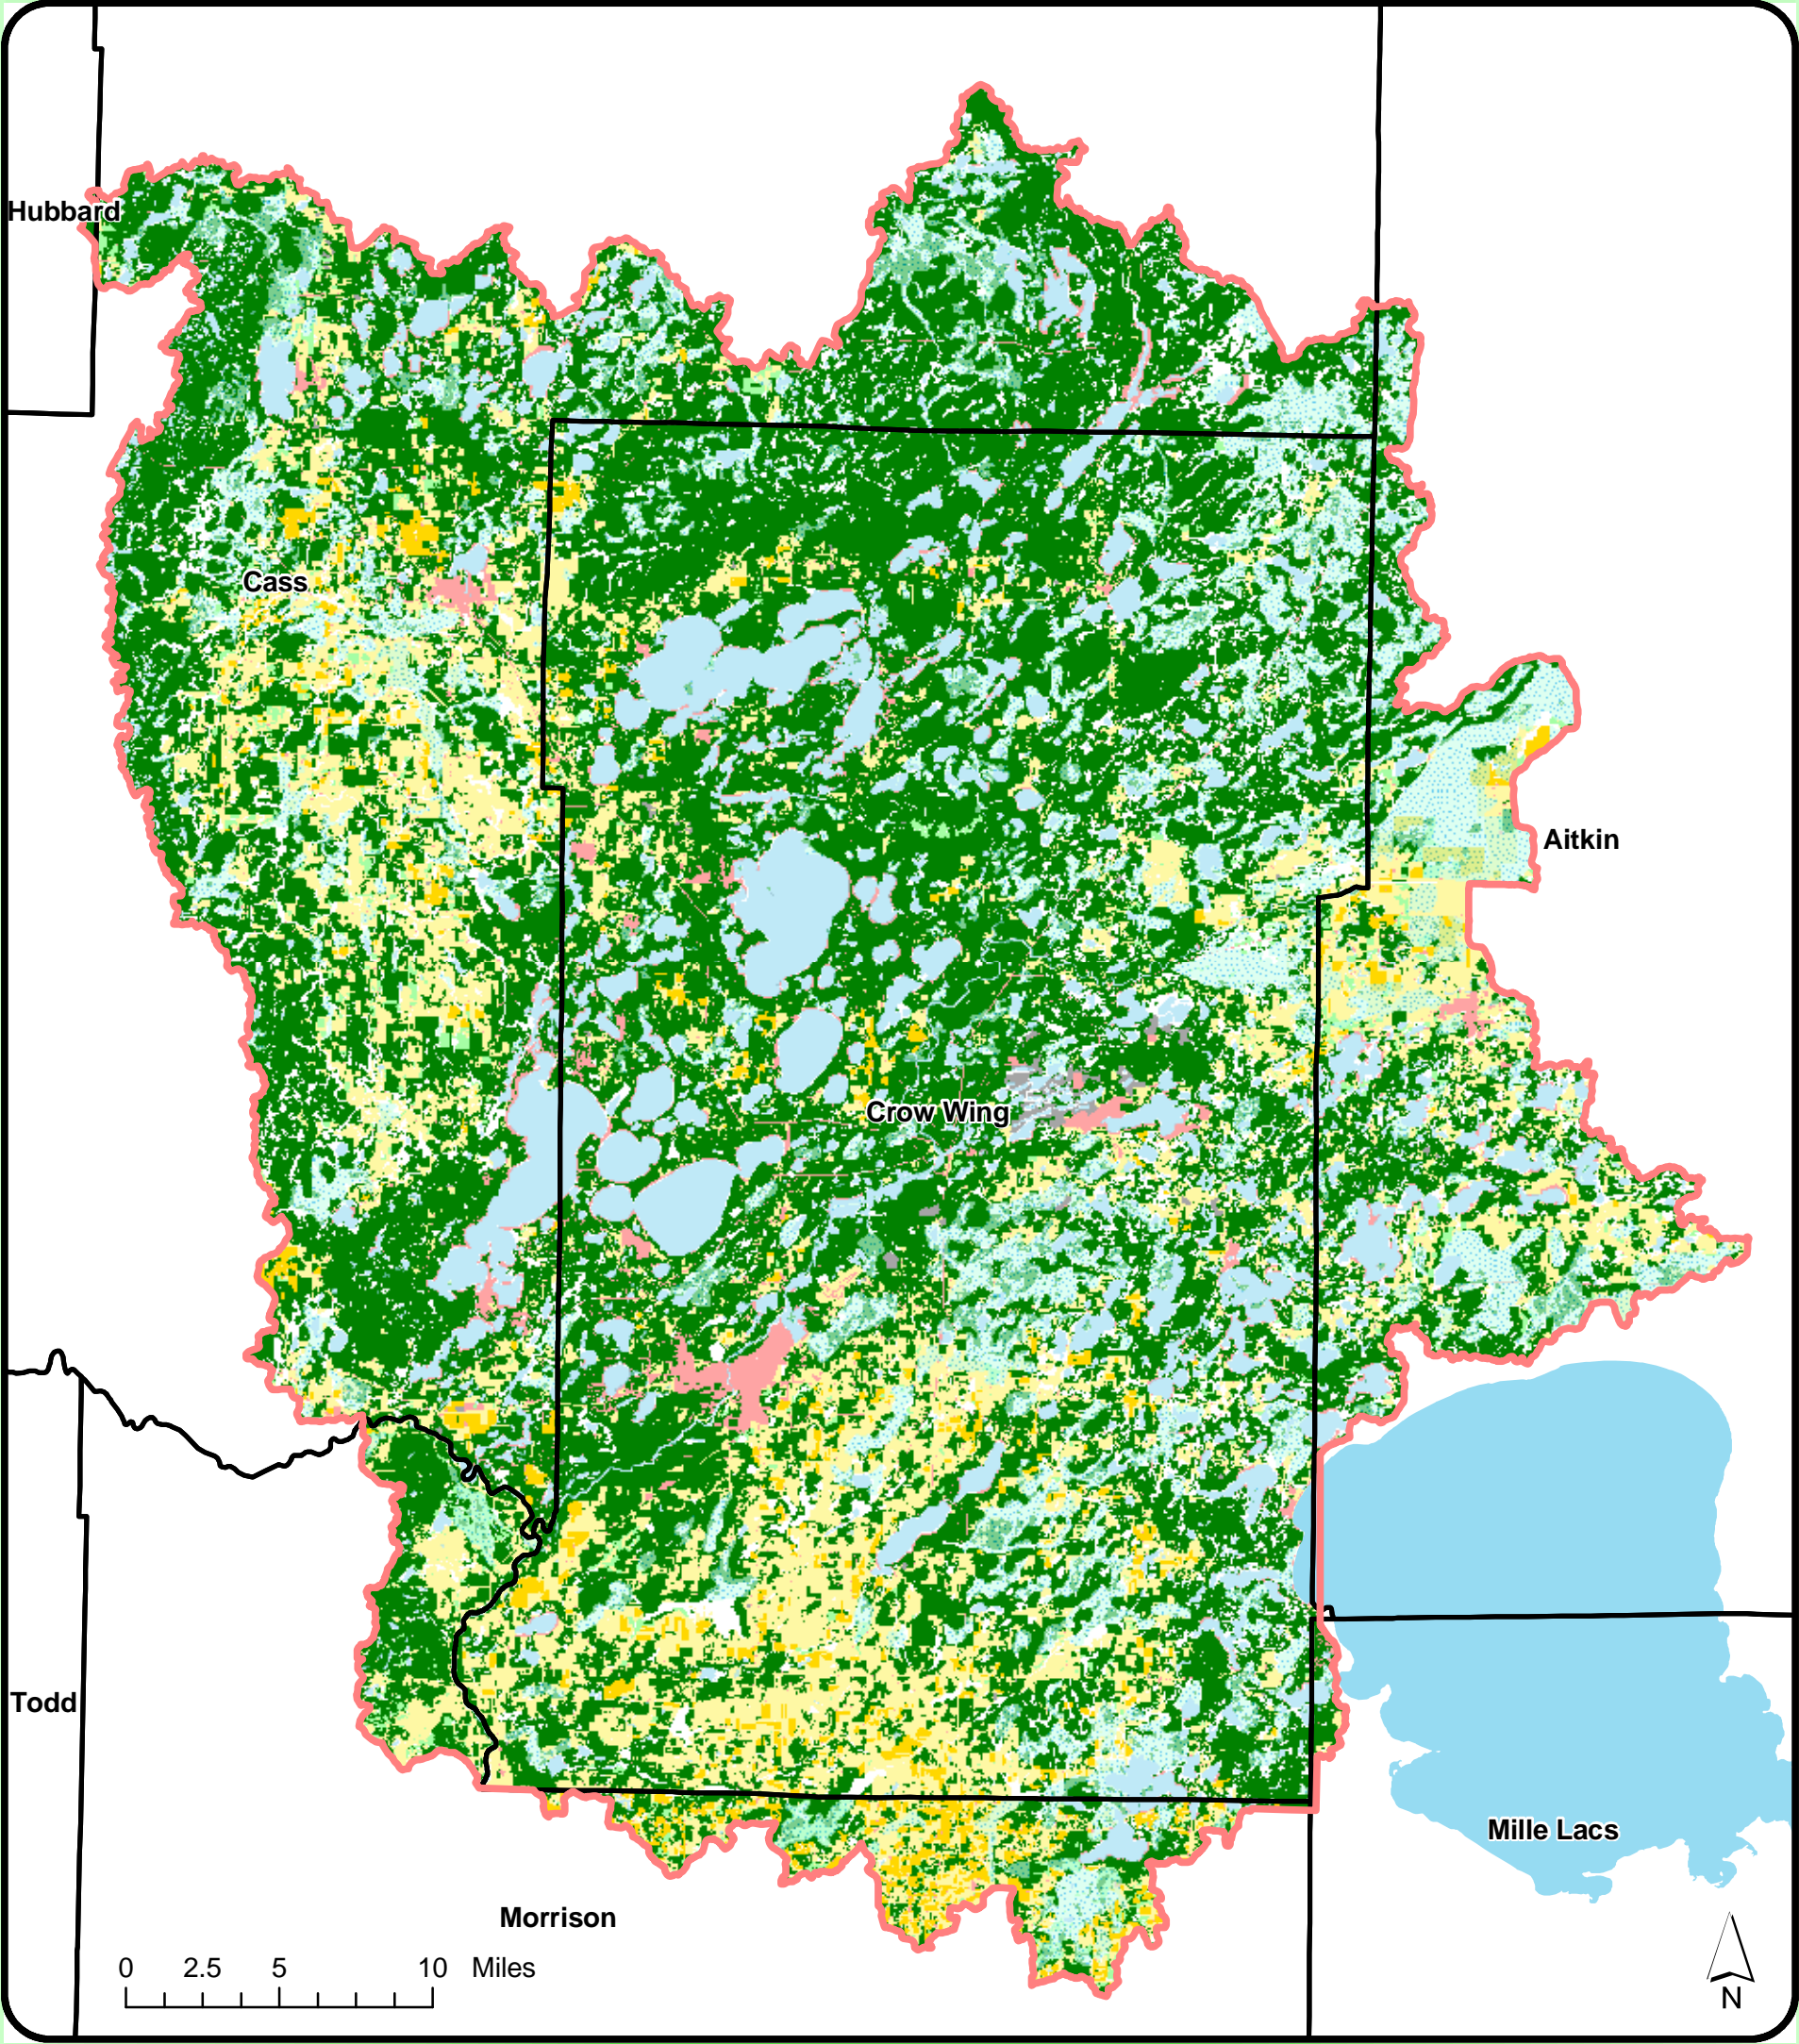 Hubbard
Cass
Aitkin
Crow Wing
Todd
Mille Lacs
Morrison
0 2.5 5 10 Miles
N